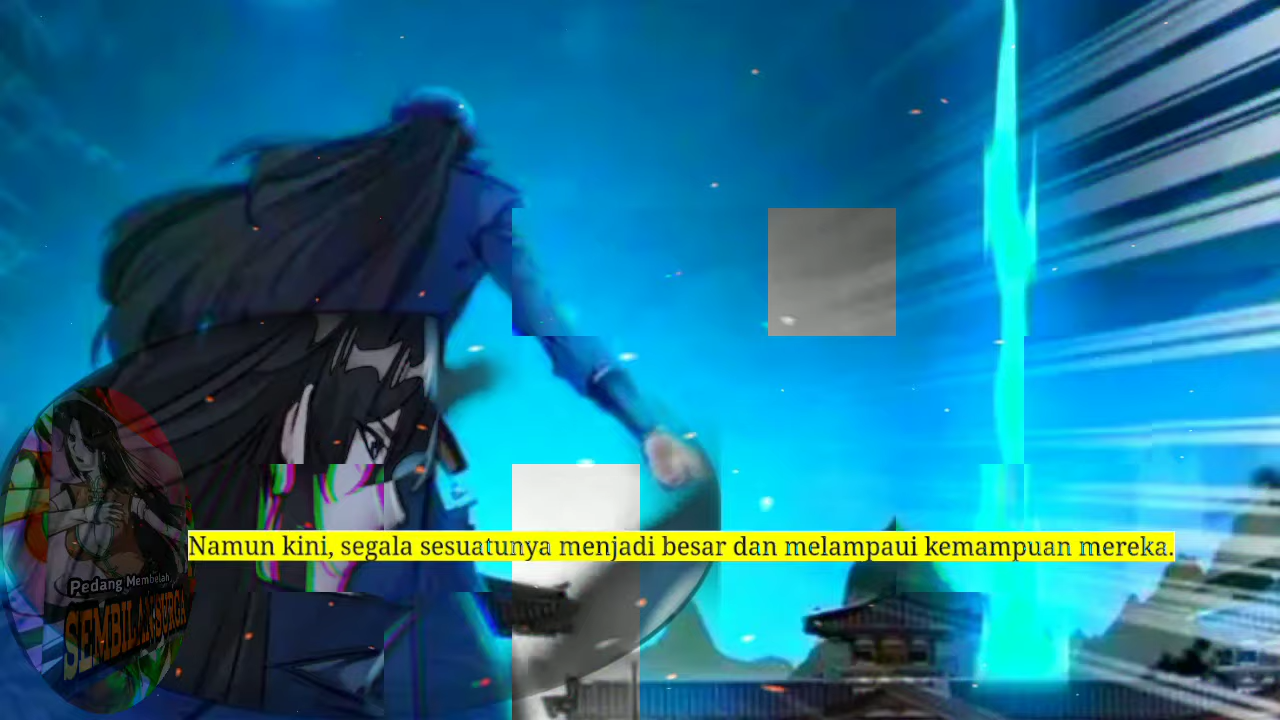 Namun kini, segala sesuatunya menjadi besar dan melampaui kemampuan mereka.
Pedang Membelah
SEMBILAN SURGA